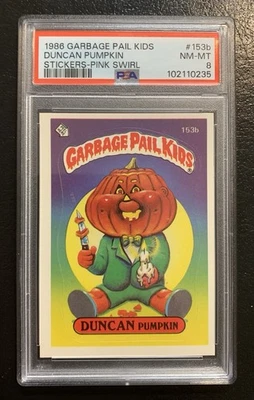 1986 GARBAGE PAIL KIDS #153b
DUNCAN PUMPKIN NM-MT
STICKERS-PINK SWIRL 8
PSA 102110235
153b
GARBAGE PAIL KIDS
DUNCAN PUMPKIN